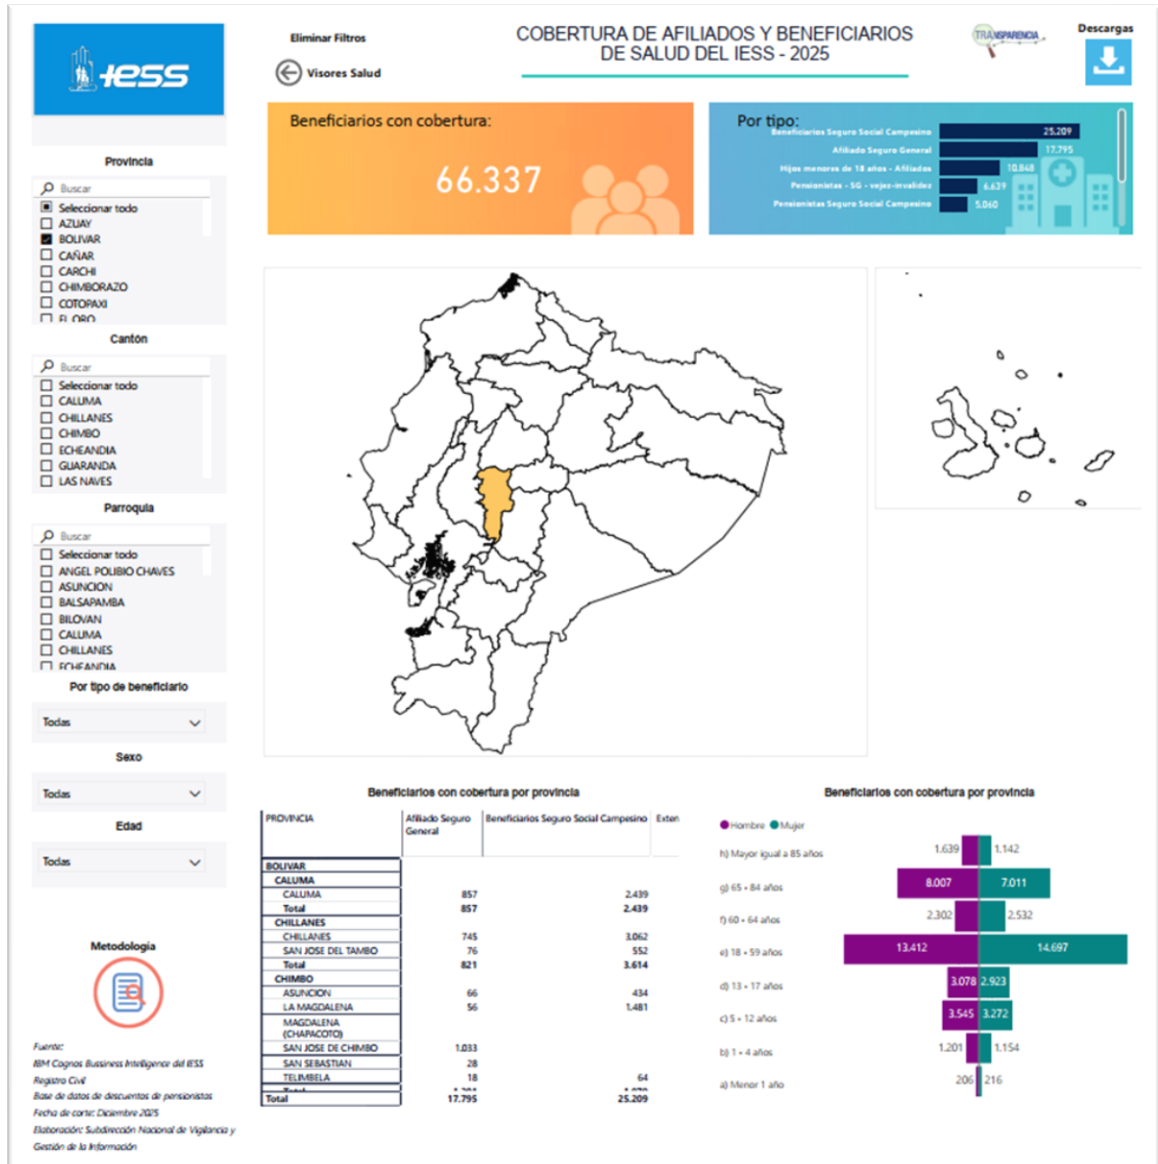 iess
Eliminar Filtros
Visores Salud
COBERTURA DE AFILIADOS Y BENEFICIARIOS
DE SALUD DEL IESS - 2025
TRANSPARENCIA
Descargas
Beneficiarios con cobertura:
66.337
Por tipo:
Beneficiarios Seguro Social Campesino 25.209
Afiliado Seguro General 17.795
Hijos menores de 18 años - Afiliados 10.848
Pensionistas - SG - vejez-invalidez 6.639
Pensionistas Seguro Social Campesino 5.060
Provincia
Buscar
Seleccionar todo
AZUAY
BOLIVAR
CAÑAR
CARCHI
CHIMBORAZO
COTOPAXI
EL ORO
Cantón
Buscar
Seleccionar todo
CALUMA
CHILLANES
CHIMBO
ECHEANDIA
GUARANDA
LAS NAVES
Parroquia
Buscar
Seleccionar todo
ANGEL POLIBIO CHAVES
ASUNCION
BALSAPAMBA
BILOVAN
CALUMA
CHILLANES
ECHEANDIA
Por tipo de beneficiario
Todas
Sexo
Todas
Edad
Todas
Metodología
Fuente:
IBM Cognos Bussiness Intelligence del IESS
Registro Civil
Base de datos de descuentos de pensionistas
Fecha de corte: Diciembre 2025
Elaboración: Subdirección Nacional de Vigilancia y
Gestión de la Información
Beneficiarios con cobertura por provincia
PROVINCIA Afiliado Seguro General Beneficiarios Seguro Social Campesino Exten
BOLIVAR
CALUMA
CALUMA 857 2.439
Total 857 2.439
CHILLANES
CHILLANES 745 3.062
SAN JOSE DEL TAMBO 76 552
Total 821 3.614
CHIMBO
ASUNCION 66 434
LA MAGDALENA 56 1.481
MAGDALENA
(CHAPACOTO)
SAN JOSE DE CHIMBO 1.033
SAN SEBASTIAN 28
TELIMBELA 18 64
Total
Total 17.795 25.209
Beneficiarios con cobertura por provincia
Hombre Mujer
h) Mayor igual a 85 años 1.639 1.142
g) 65 - 84 años 8.007 7.011
f) 60 - 64 años 2.302 2.532
e) 18 - 59 años 13.412 14.697
d) 13 - 17 años 3.078 2.923
c) 5 - 12 años 3.545 3.272
b) 1 - 4 años 1.201 1.154
a) Menor 1 año 206 216